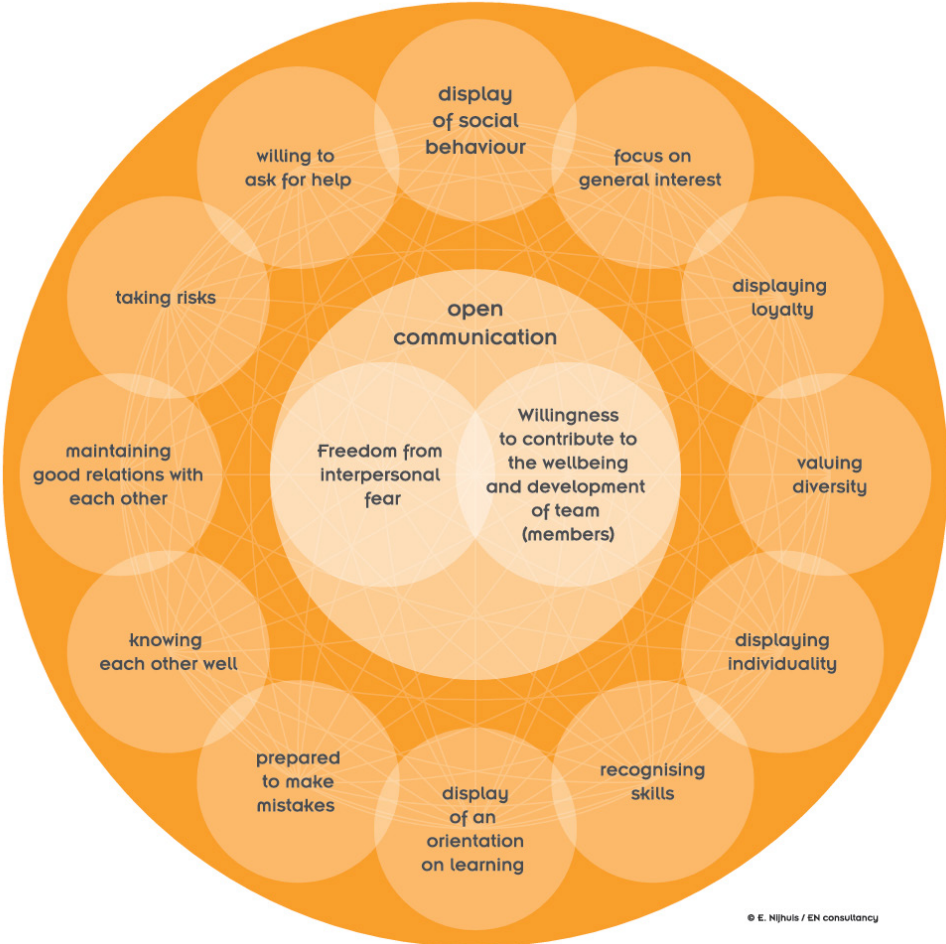 display
of social
behaviour
focus on
general interest
displaying
loyalty
valuing
diversity
displaying
individuality
recognising
skills
display
of an
orientation
on learning
prepared
to make
mistakes
knowing
each other well
maintaining
good relations with
each other
taking risks
willing to
ask for help
open
communication
Freedom from
interpersonal
fear
Willingness
to contribute to
the wellbeing
and development
of team
(members)
© E. Nijhuis / EN consultancy